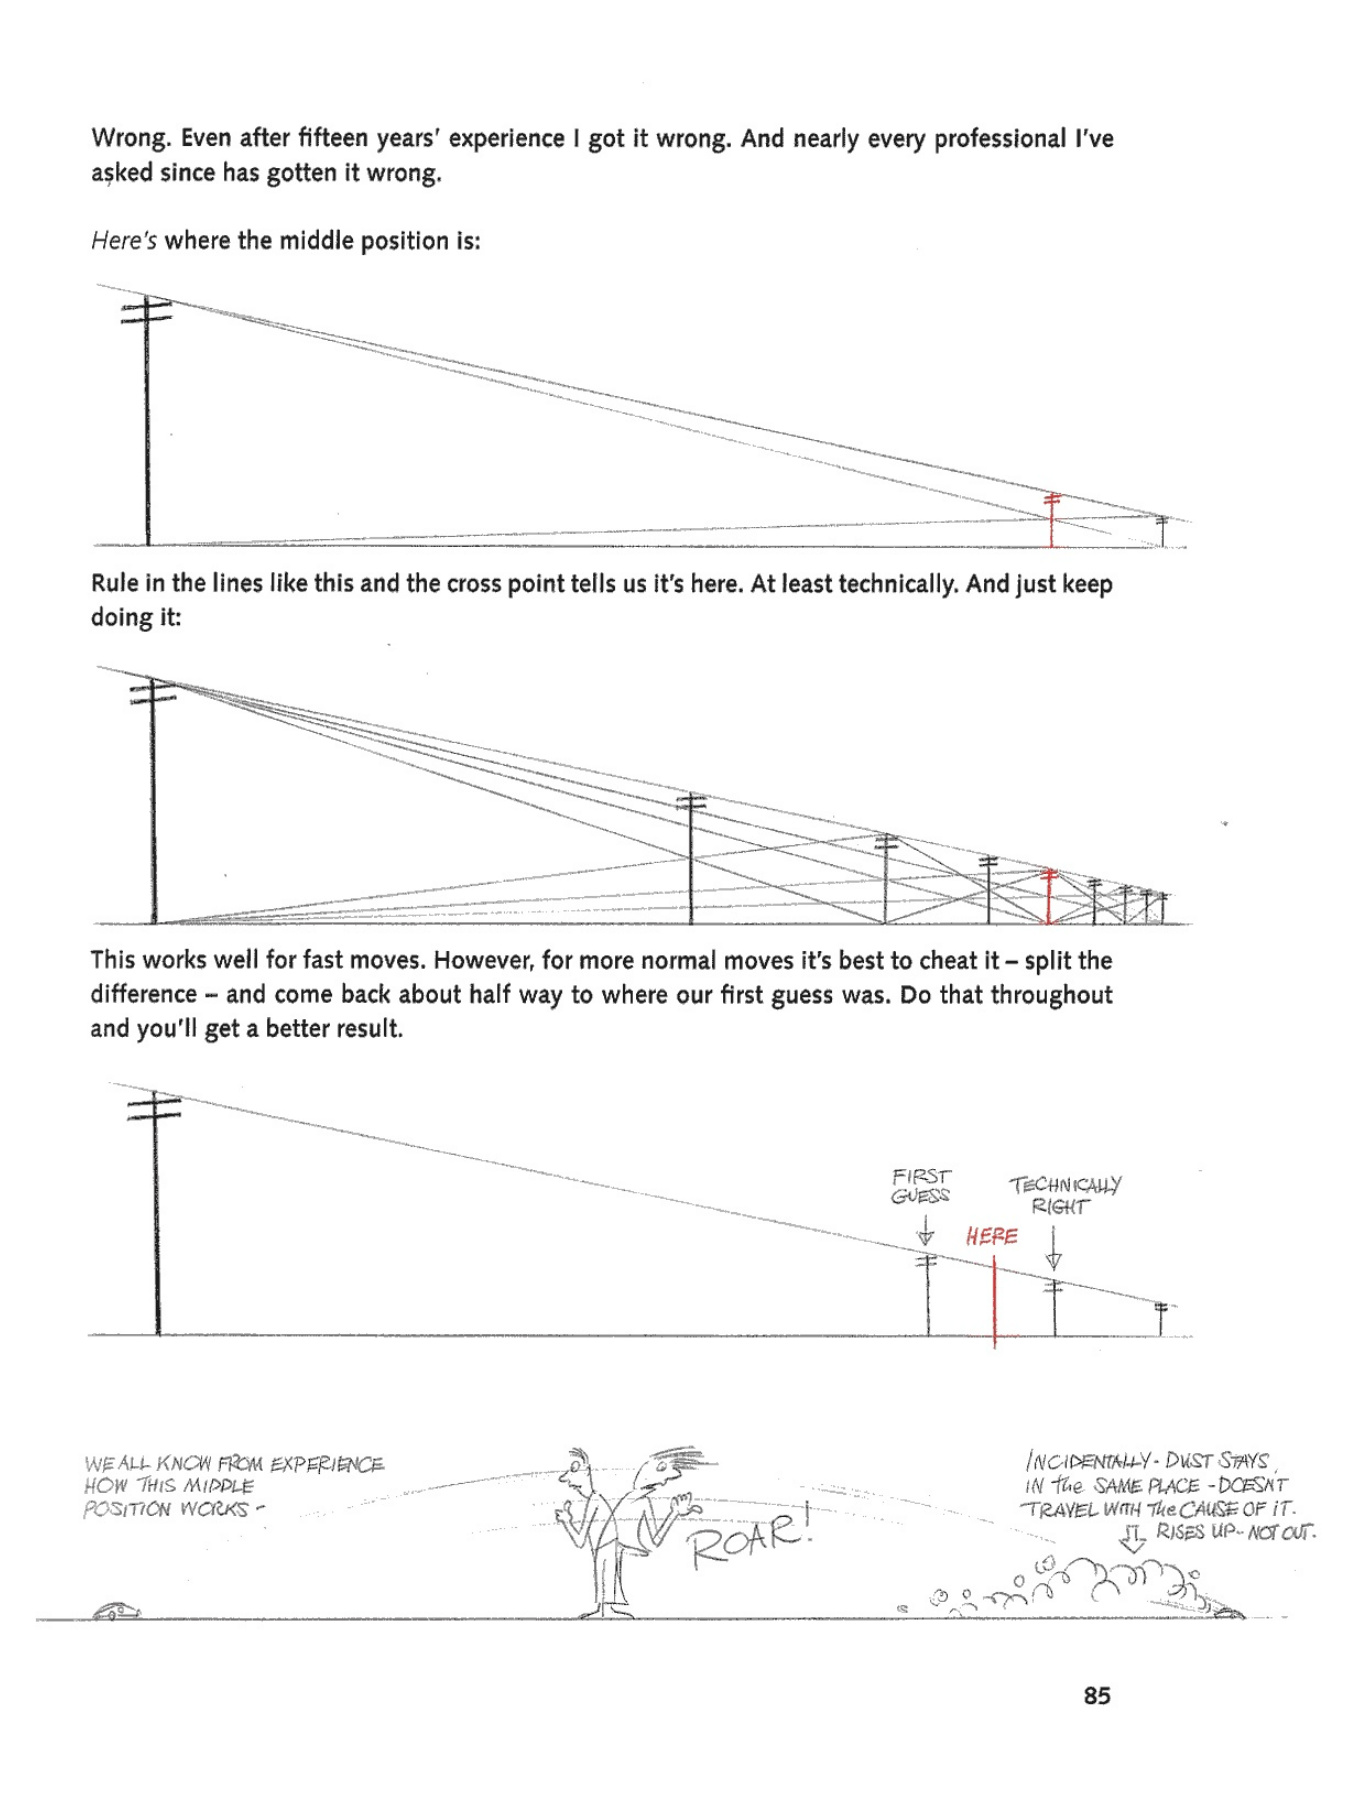 Wrong. Even after fifteen years' experience I got it wrong. And nearly every professional I've
asked since has gotten it wrong.
Here's where the middle position is:
Rule in the lines like this and the cross point tells us it's here. At least technically. And just keep
doing it:
This works well for fast moves. However, for more normal moves it's best to cheat it – split the
difference – and come back about half way to where our first guess was. Do that throughout
and you'll get a better result.
FIRST
GUESS
HERE
TECHNICALLY
RIGHT
WE ALL KNOW FROM EXPERIENCE
HOW THIS MIDDLE
POSITION WORKS -
ROAR!
INCIDENTALLY - DUST STAYS
IN the SAME PLACE - DOESN'T
TRAVEL WITH the CAUSE OF IT.
RISES UP - NOT OUT.
85